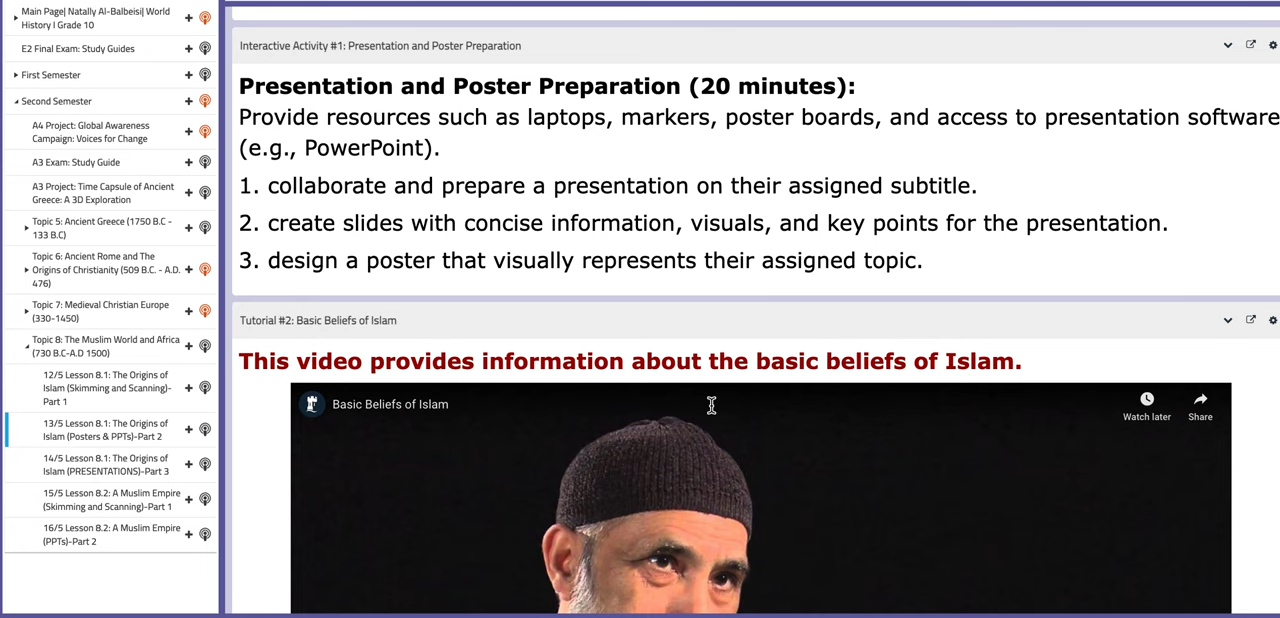 Main Page| Natally Al-Balbeisi| World
History I Grade 10
E2 Final Exam: Study Guides
First Semester
Second Semester
A4 Project: Global Awareness
Campaign: Voices for Change
A3 Exam: Study Guide
A3 Project: Time Capsule of Ancient
Greece: A 3D Exploration
Topic 5: Ancient Greece (1750 B.C -
133 B.C)
Topic 6: Ancient Rome and The
Origins of Christianity (509 B.C. - A.D.
476)
Topic 7: Medieval Christian Europe
(330-1450)
Topic 8: The Muslim World and Africa
(730 B.C-A.D 1500)
12/5 Lesson 8.1: The Origins of
Islam (Skimming and Scanning)-
Part 1
13/5 Lesson 8.1: The Origins of
Islam (Posters & PPTs)-Part 2
14/5 Lesson 8.1: The Origins of
Islam (PRESENTATIONS)-Part 3
15/5 Lesson 8.2: A Muslim Empire
(Skimming and Scanning)-Part 1
16/5 Lesson 8.2: A Muslim Empire
(PPTs)-Part 2
Interactive Activity #1: Presentation and Poster Preparation
Presentation and Poster Preparation (20 minutes):
Provide resources such as laptops, markers, poster boards, and access to presentation software
(e.g., PowerPoint).
1. collaborate and prepare a presentation on their assigned subtitle.
2. create slides with concise information, visuals, and key points for the presentation.
3. design a poster that visually represents their assigned topic.
Tutorial #2: Basic Beliefs of Islam
This video provides information about the basic beliefs of Islam.
Basic Beliefs of Islam
Watch later
Share